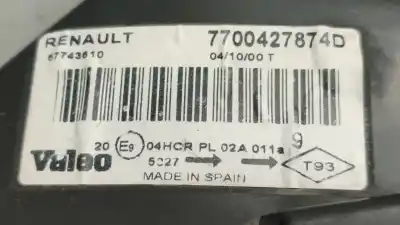 RENAULT 7700427874D
67743610 04/10/00 T
20 E9 04HCR PL 02A 011a 9
Valeo 5027 T93
MADE IN SPAIN